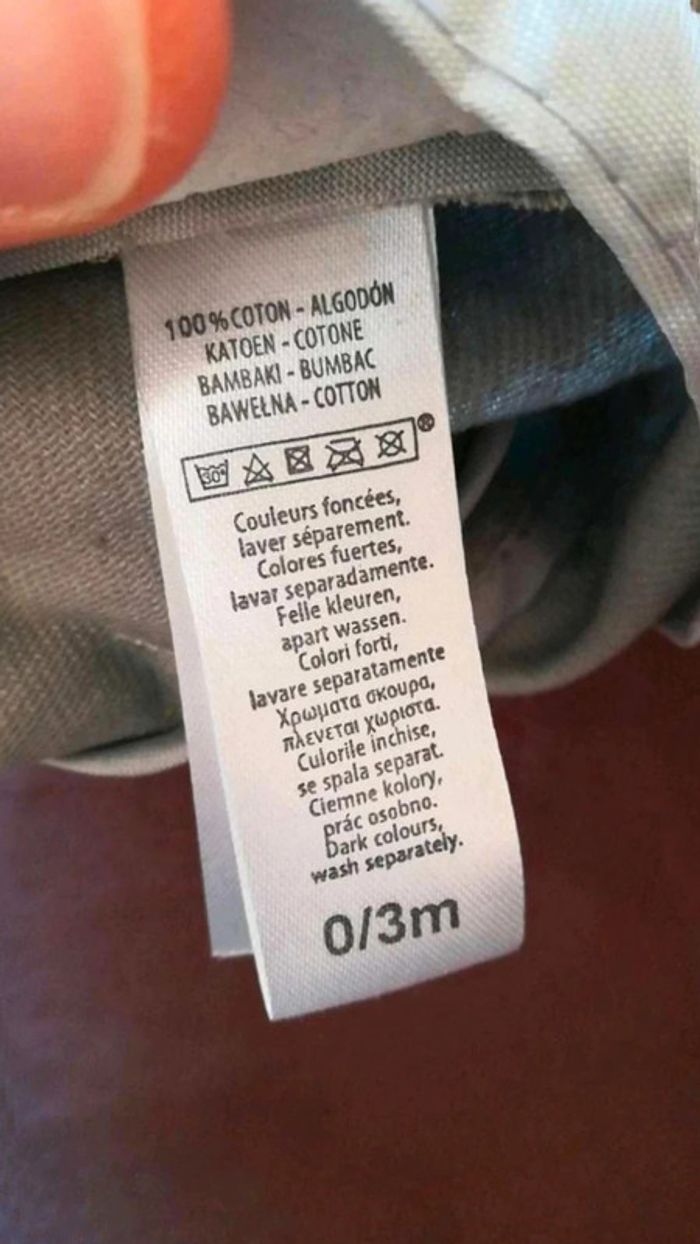 100% COTON - ALGODÓN
KATOEN - COTONE
BAMBAKI - BUMBAC
BAWEŁNA - COTTON
30°
®
Couleurs foncées,
laver séparement.
Colores fuertes,
lavar separadamente.
Felle kleuren,
apart wassen.
Colori forti,
lavare separatamente
Χρωματα σκουρα,
πλενεται χωριστα.
Culorile inchise,
se spala separat.
Ciemne kolory,
prác osobno.
Dark colours,
wash separately.
0/3m